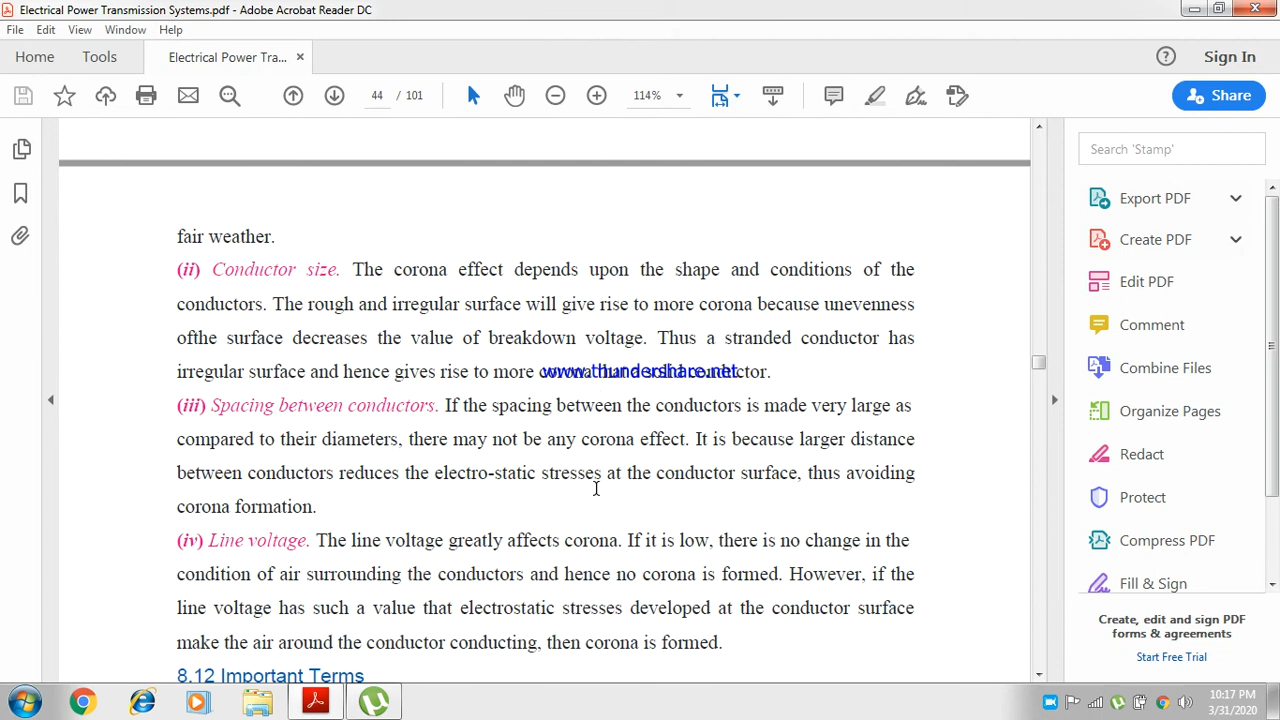 Electrical Power Transmission Systems.pdf - Adobe Acrobat Reader DC
File Edit View Window Help
Home Tools Electrical Power Tra... × ? Sign In
44 / 101 114% Share
Search 'Stamp'
Export PDF
Create PDF
Edit PDF
Comment
Combine Files
Organize Pages
Redact
Protect
Compress PDF
Fill & Sign
Create, edit and sign PDF
forms & agreements
Start Free Trial
fair weather.
(ii) Conductor size. The corona effect depends upon the shape and conditions of the
conductors. The rough and irregular surface will give rise to more corona because unevenness
ofthe surface decreases the value of breakdown voltage. Thus a stranded conductor has
irregular surface and hence gives rise to more corona that a solid conductor.
www.thundershare.net
(iii) Spacing between conductors. If the spacing between the conductors is made very large as
compared to their diameters, there may not be any corona effect. It is because larger distance
between conductors reduces the electro-static stresses at the conductor surface, thus avoiding
corona formation.
(iv) Line voltage. The line voltage greatly affects corona. If it is low, there is no change in the
condition of air surrounding the conductors and hence no corona is formed. However, if the
line voltage has such a value that electrostatic stresses developed at the conductor surface
make the air around the conductor conducting, then corona is formed.
8.12 Important Terms
10:17 PM
3/31/2020